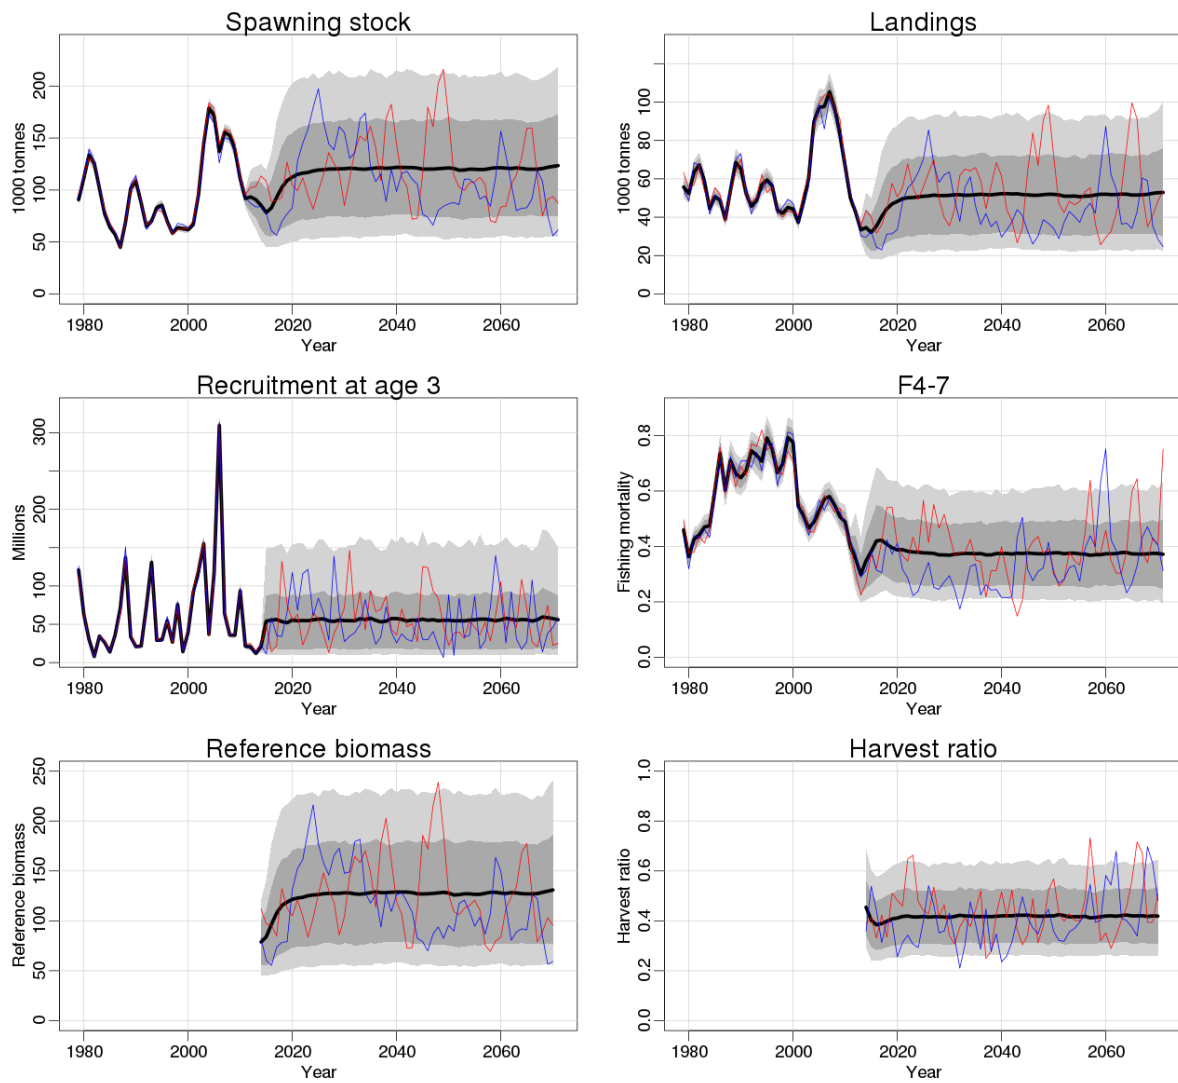 Spawning stock
1000 tonnes
0 50 100 150 200
1980 2000 2020 2040 2060
Year
Landings
1000 tonnes
0 20 40 60 80 100
1980 2000 2020 2040 2060
Year
Recruitment at age 3
Millions
0 50 100 200 300
1980 2000 2020 2040 2060
Year
F4-7
Fishing mortality
0.0 0.2 0.4 0.6 0.8
1980 2000 2020 2040 2060
Year
Reference biomass
Reference biomass
0 50 100 150 200 250
1980 2000 2020 2040 2060
Year
Harvest ratio
Harvest ratio
0.0 0.2 0.4 0.6 0.8 1.0
1980 2000 2020 2040 2060
Year